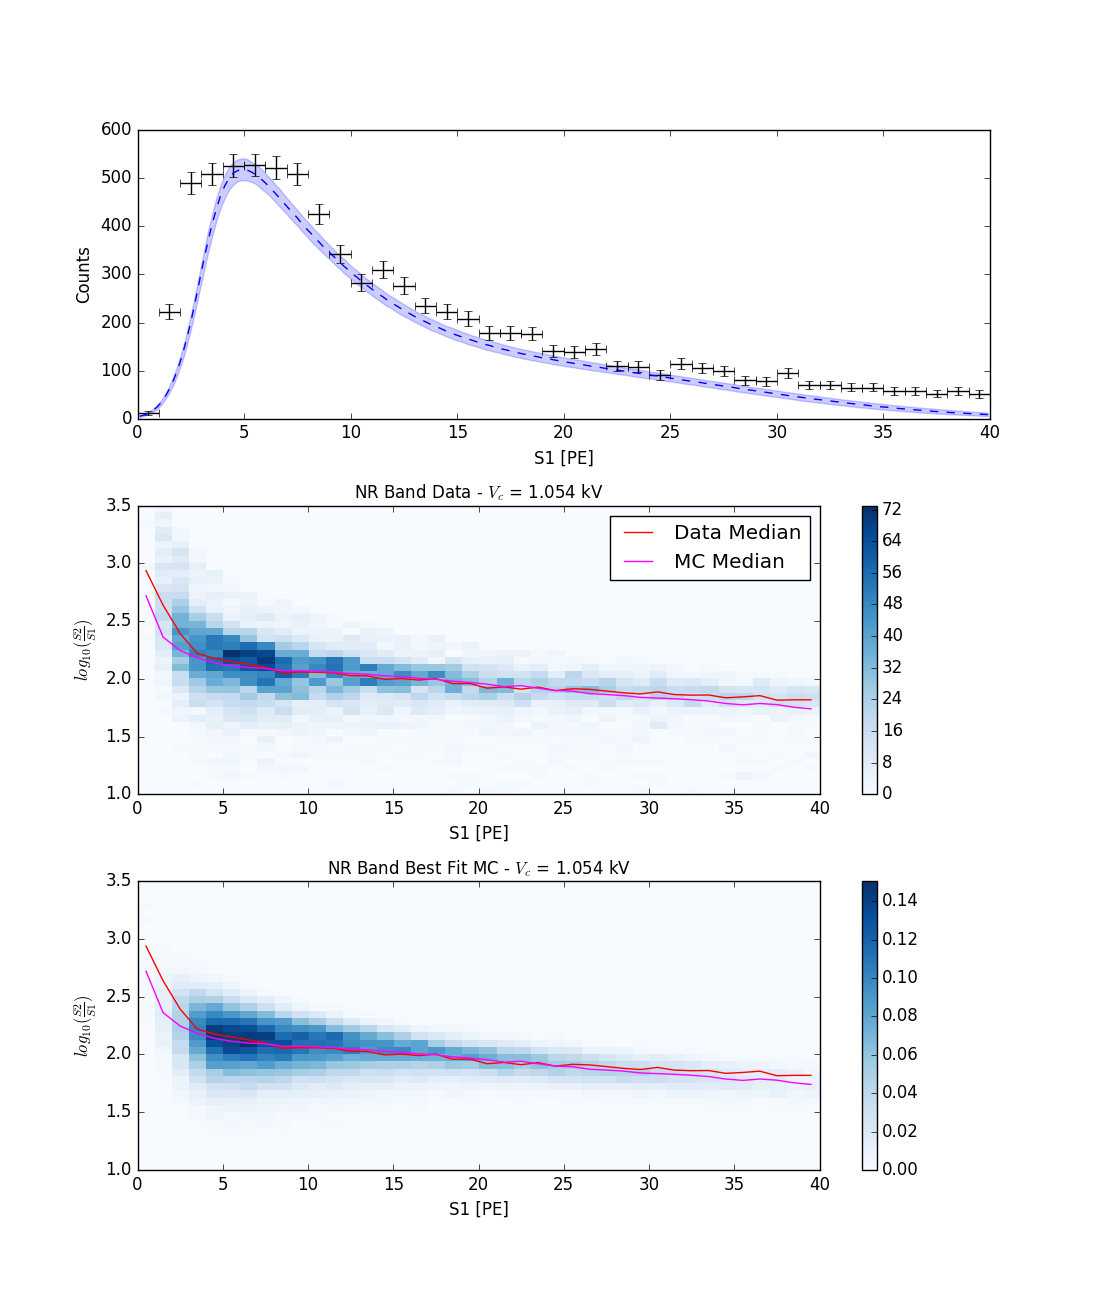 600
500
400
300
200
100
0
Counts
0 5 10 15 20 25 30 35 40
S1 [PE]
NR Band Data - V_c = 1.054 kV
3.5
3.0
2.5
2.0
1.5
1.0
log10(S2/S1)
Data Median
MC Median
72
64
56
48
40
32
24
16
8
0
0 5 10 15 20 25 30 35 40
S1 [PE]
NR Band Best Fit MC - V_c = 1.054 kV
3.5
3.0
2.5
2.0
1.5
1.0
log10(S2/S1)
0.14
0.12
0.10
0.08
0.06
0.04
0.02
0.00
0 5 10 15 20 25 30 35 40
S1 [PE]